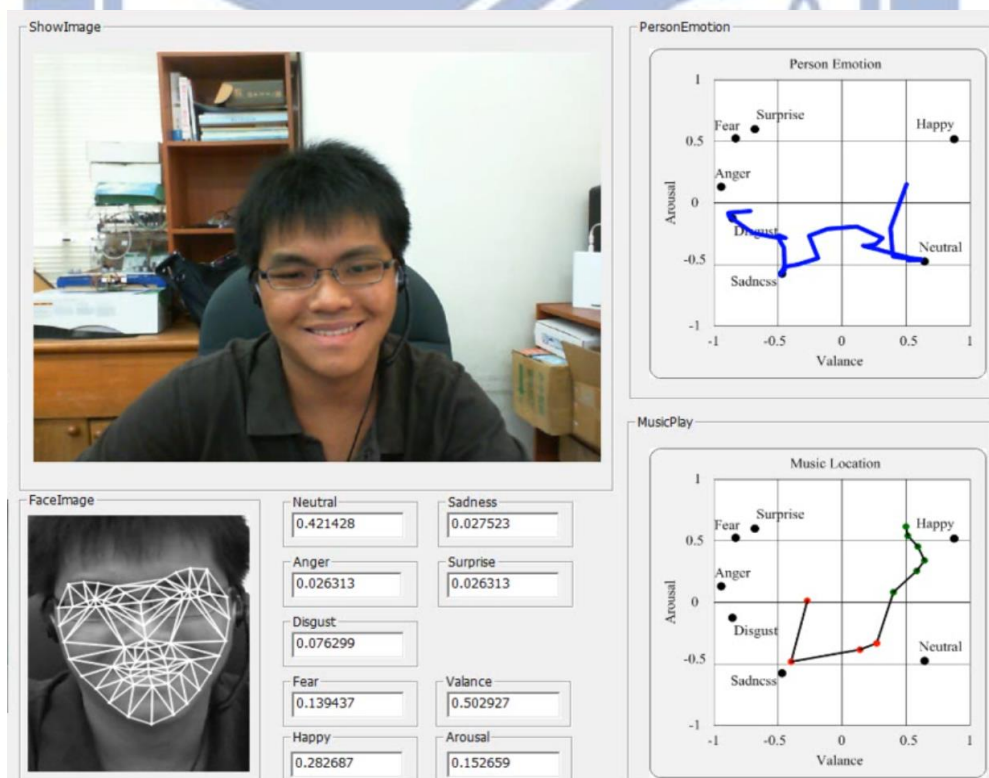 ShowImage
PersonEmotion
Person Emotion
1
0.5
0
-0.5
-1
Arousal
Fear
Surprise
Happy
Anger
Disgust
Neutral
Sadness
-1
-0.5
0
0.5
1
Valance
MusicPlay
Music Location
1
0.5
0
-0.5
-1
Arousal
Fear
Surprise
Happy
Anger
Disgust
Neutral
Sadness
-1
-0.5
0
0.5
1
Valance
FaceImage
Neutral
0.421428
Sadness
0.027523
Anger
0.026313
Surprise
0.026313
Disgust
0.076299
Fear
0.139437
Valance
0.502927
Happy
0.282687
Arousal
0.152659